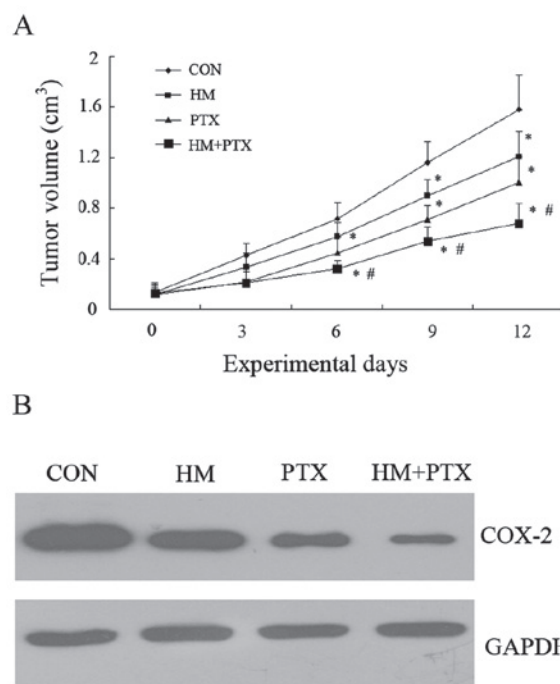 A
Tumor volume (cm³)
2
1.6
1.2
0.8
0.4
0
CON
HM
PTX
HM+PTX
*
*
*
*
*
* #
* #
* #
0 3 6 9 12
Experimental days
B
CON HM PTX HM+PTX
COX-2
GAPDH